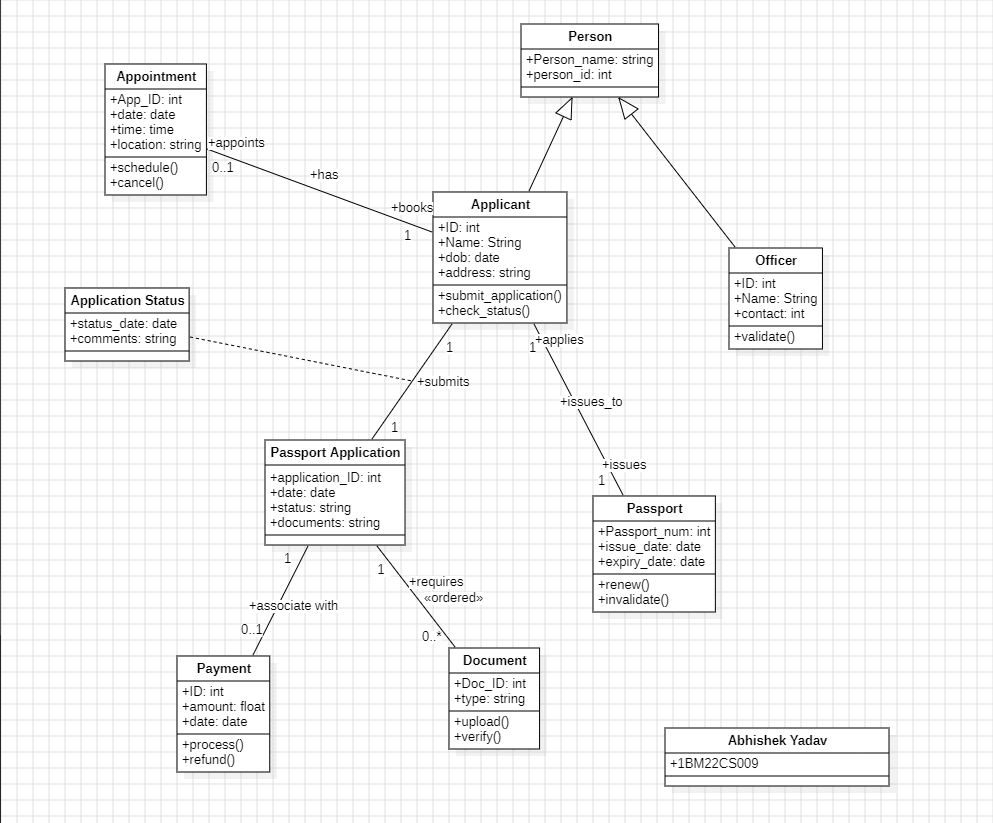 Person
+Person_name: string
+person_id: int
Appointment
+App_ID: int
+date: date
+time: time
+location: string
+schedule()
+cancel()
+appoints
0..1
+has
+books
1
Applicant
+ID: int
+Name: String
+dob: date
+address: string
+submit_application()
+check_status()
Officer
+ID: int
+Name: String
+contact: int
+validate()
Application Status
+status_date: date
+comments: string
1
+submits
1
1
+applies
+issues_to
+issues
1
Passport Application
+application_ID: int
+date: date
+status: string
+documents: string
Passport
+Passport_num: int
+issue_date: date
+expiry_date: date
+renew()
+invalidate()
1
+associate with
0..1
1
+requires
«ordered»
0..*
Payment
+ID: int
+amount: float
+date: date
+process()
+refund()
Document
+Doc_ID: int
+type: string
+upload()
+verify()
Abhishek Yadav
+1BM22CS009